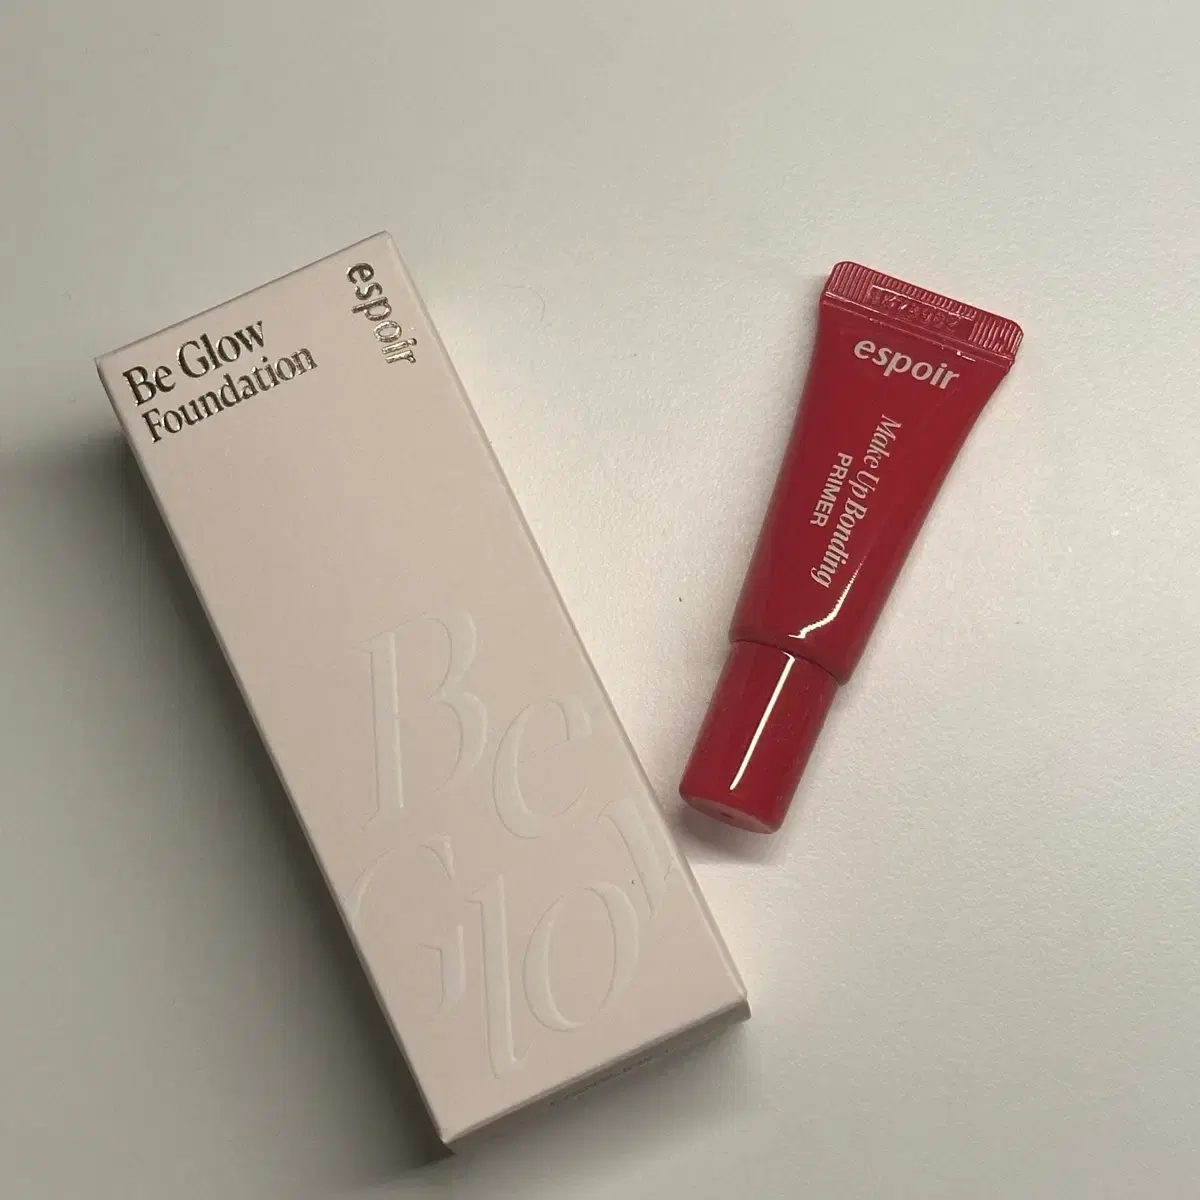 espoir
Be Glow
Foundation
Be
Glow
espoir
Make Up Bonding
PRIMER